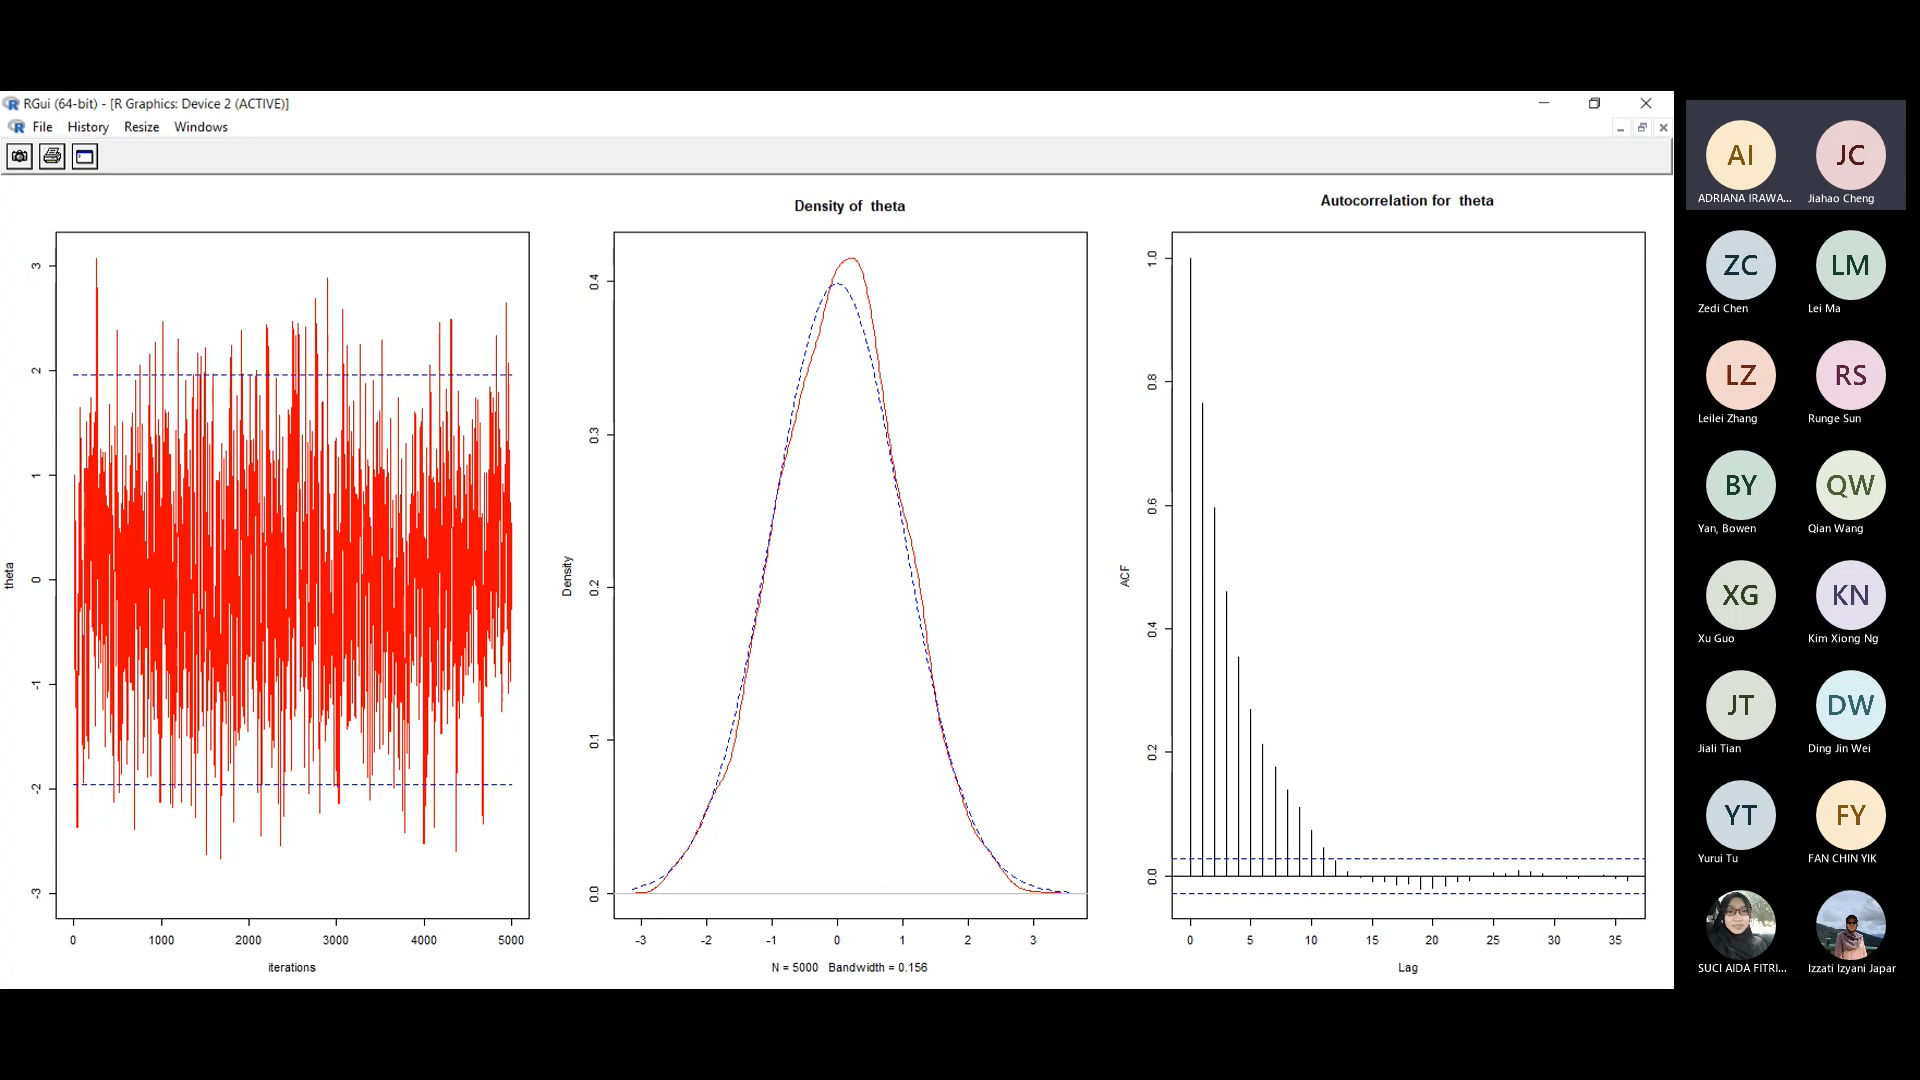 RGui (64-bit) - [R Graphics: Device 2 (ACTIVE)]
File History Resize Windows
Density of theta
Autocorrelation for theta
theta
3
2
1
0
-1
-2
-3
0 1000 2000 3000 4000 5000
iterations
Density
0.4
0.3
0.2
0.1
0.0
-3 -2 -1 0 1 2 3
N = 5000 Bandwidth = 0.156
ACF
1.0
0.8
0.6
0.4
0.2
0.0
0 5 10 15 20 25 30 35
Lag
AI JC
ADRIANA IRAWA... Jiahao Cheng
ZC LM
Zedi Chen Lei Ma
LZ RS
Leilei Zhang Runge Sun
BY QW
Yan, Bowen Qian Wang
XG KN
Xu Guo Kim Xiong Ng
JT DW
Jiali Tian Ding Jin Wei
YT FY
Yurui Tu FAN CHIN YIK
SUCI AIDA FITRI... Izzati Izyani Japar